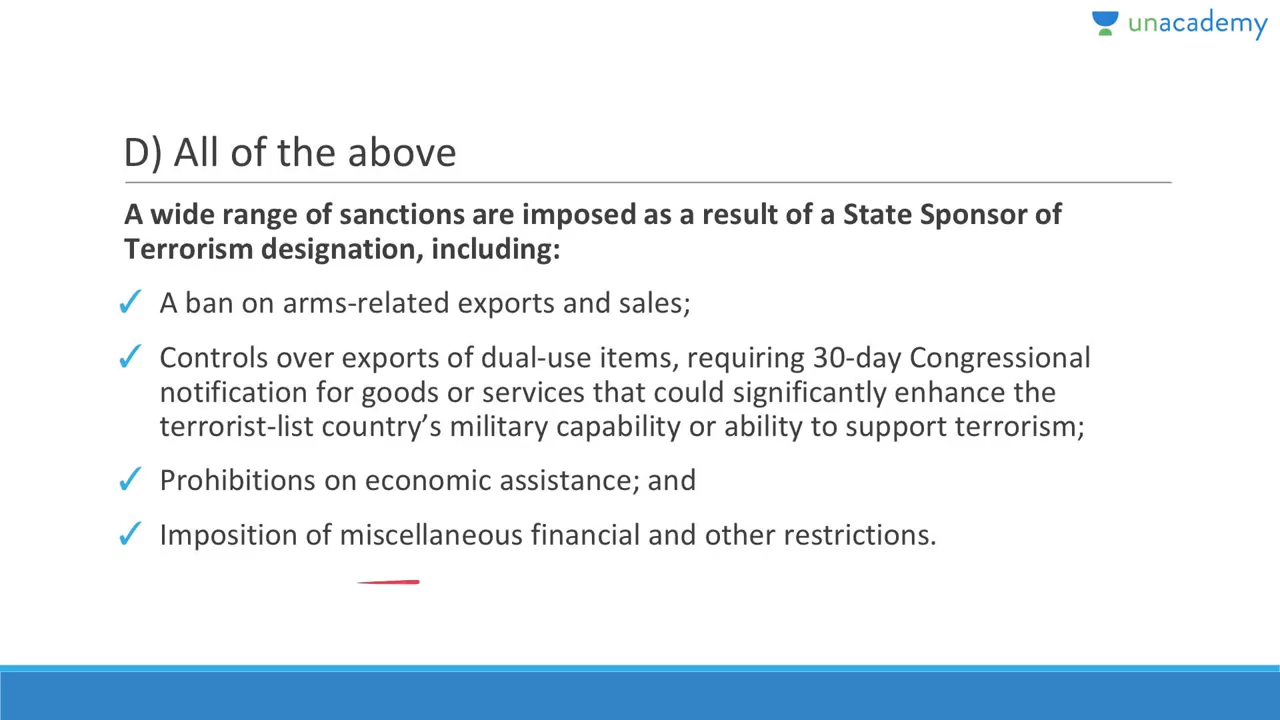 unacademy
D) All of the above
A wide range of sanctions are imposed as a result of a State Sponsor of
Terrorism designation, including:
✓ A ban on arms-related exports and sales;
✓ Controls over exports of dual-use items, requiring 30-day Congressional
notification for goods or services that could significantly enhance the
terrorist-list country’s military capability or ability to support terrorism;
✓ Prohibitions on economic assistance; and
✓ Imposition of miscellaneous financial and other restrictions.